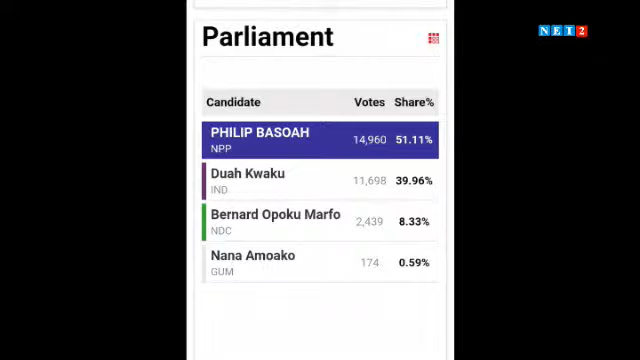 Parliament
NET2
Candidate Votes Share%
PHILIP BASOAH
NPP
14,960 51.11%
Duah Kwaku
IND
11,698 39.96%
Bernard Opoku Marfo
NDC
2,439 8.33%
Nana Amoako
GUM
174 0.59%